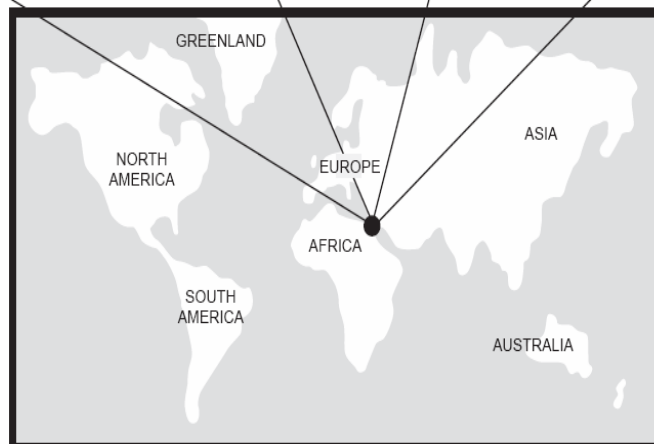 GREENLAND
ASIA
NORTH
AMERICA
EUROPE
AFRICA
SOUTH
AMERICA
AUSTRALIA